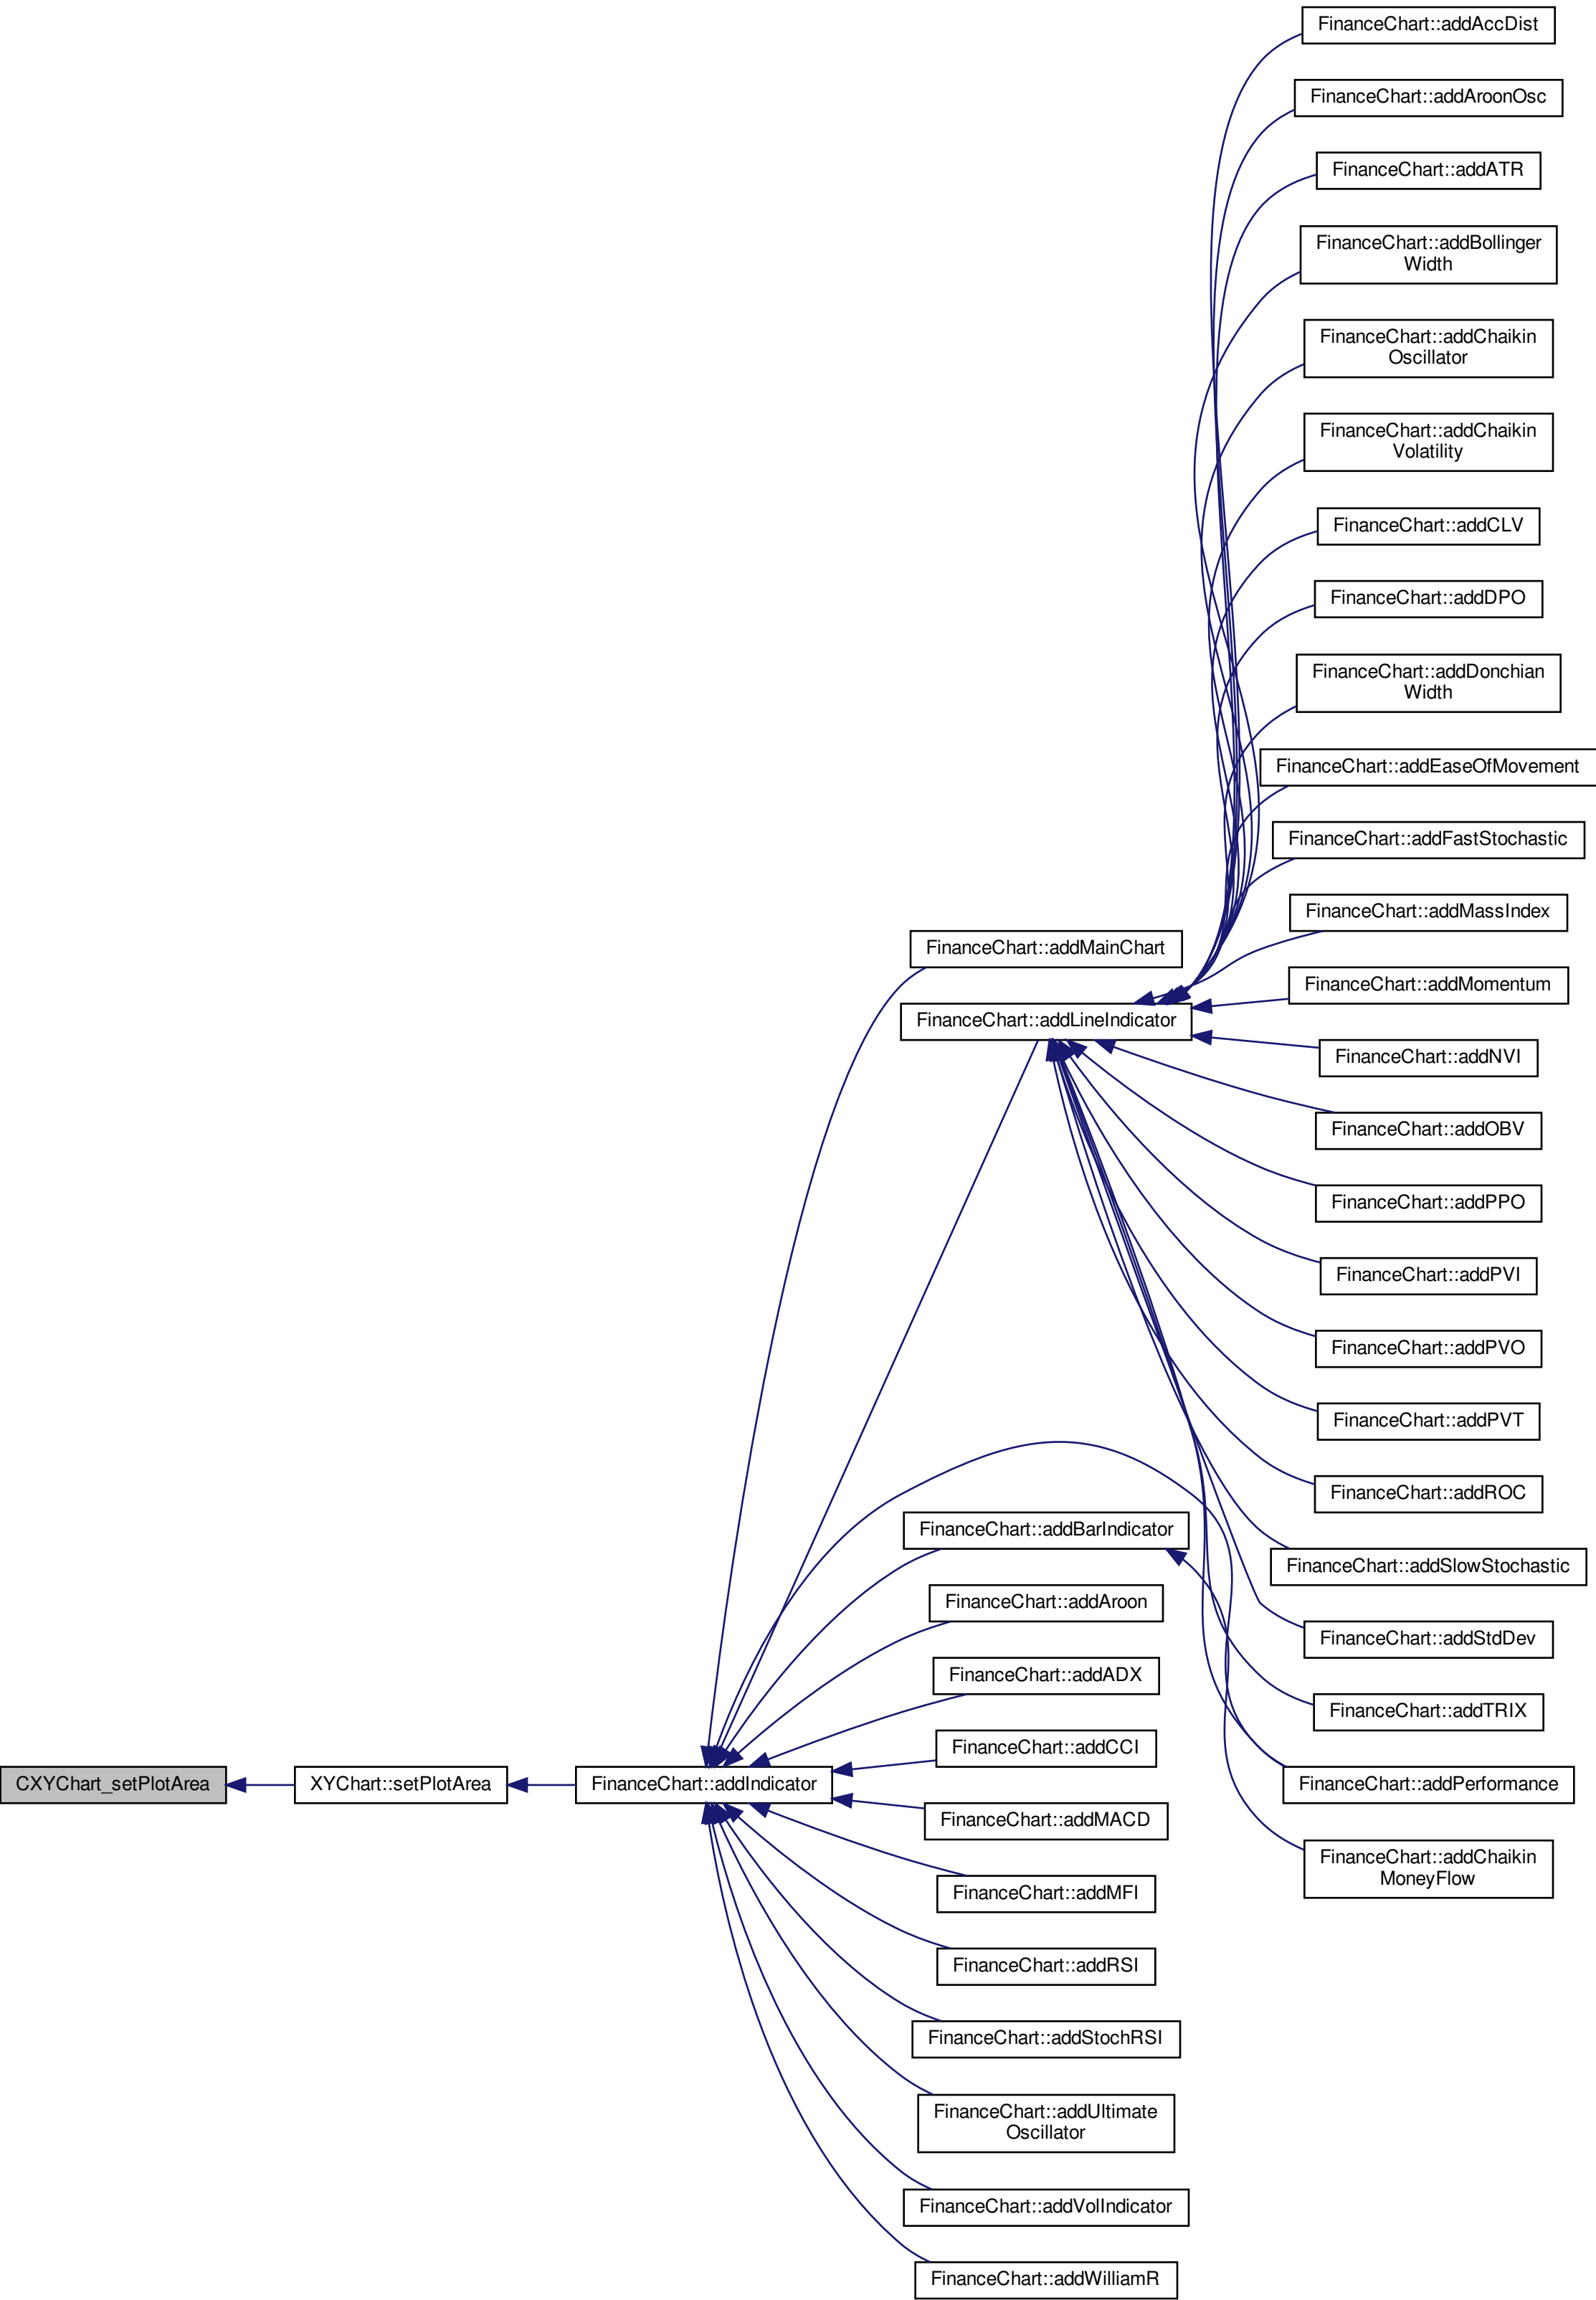 CXYChart_setPlotArea
XYChart::setPlotArea
FinanceChart::addIndicator
FinanceChart::addMainChart
FinanceChart::addLineIndicator
FinanceChart::addBarIndicator
FinanceChart::addAroon
FinanceChart::addADX
FinanceChart::addCCI
FinanceChart::addMACD
FinanceChart::addMFI
FinanceChart::addRSI
FinanceChart::addStochRSI
FinanceChart::addUltimate
Oscillator
FinanceChart::addVolIndicator
FinanceChart::addWilliamR
FinanceChart::addAccDist
FinanceChart::addAroonOsc
FinanceChart::addATR
FinanceChart::addBollinger
Width
FinanceChart::addChaikin
Oscillator
FinanceChart::addChaikin
Volatility
FinanceChart::addCLV
FinanceChart::addDPO
FinanceChart::addDonchian
Width
FinanceChart::addEaseOfMovement
FinanceChart::addFastStochastic
FinanceChart::addMassIndex
FinanceChart::addMomentum
FinanceChart::addNVI
FinanceChart::addOBV
FinanceChart::addPPO
FinanceChart::addPVI
FinanceChart::addPVO
FinanceChart::addPVT
FinanceChart::addROC
FinanceChart::addSlowStochastic
FinanceChart::addStdDev
FinanceChart::addTRIX
FinanceChart::addPerformance
FinanceChart::addChaikin
MoneyFlow